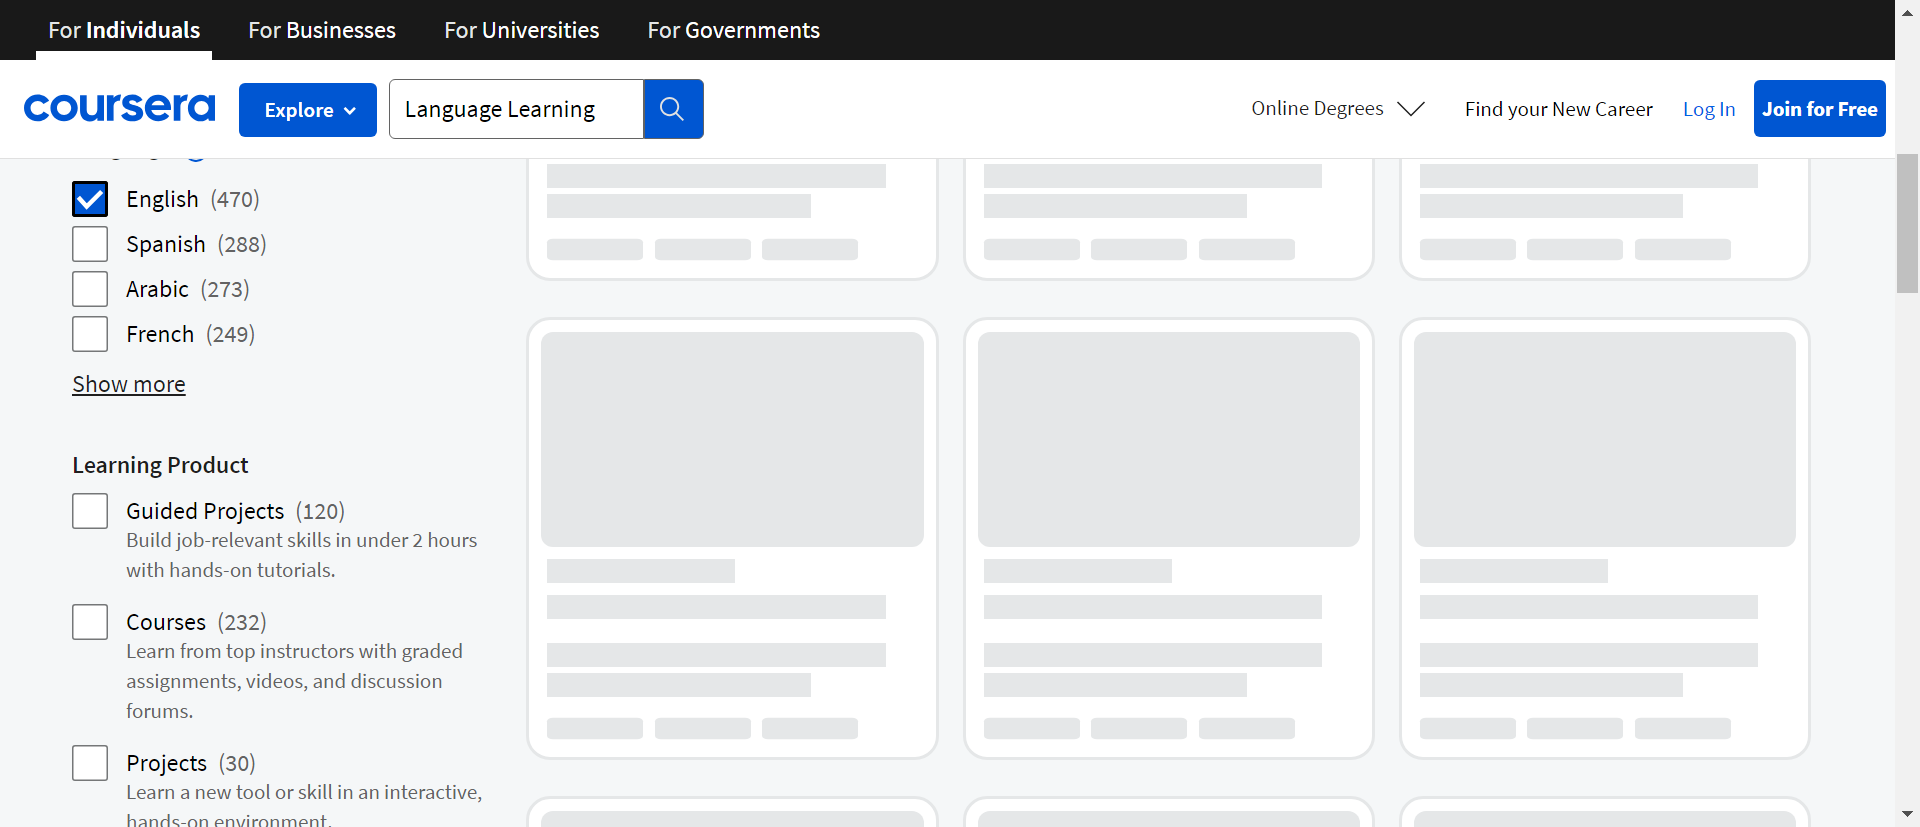 For Individuals
For Businesses
For Universities
For Governments
coursera
Explore
Language Learning
Online Degrees
Find your New Career
Log In
Join for Free
English (470)
Spanish (288)
Arabic (273)
French (249)
Show more
Learning Product
Guided Projects (120)
Build job-relevant skills in under 2 hours
with hands-on tutorials.
Courses (232)
Learn from top instructors with graded
assignments, videos, and discussion
forums.
Projects (30)
Learn a new tool or skill in an interactive,
hands-on environment.